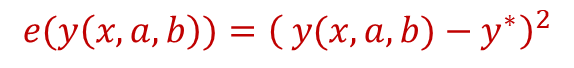 e(y(x, a, b)) = ( y(x, a, b) − y*)²